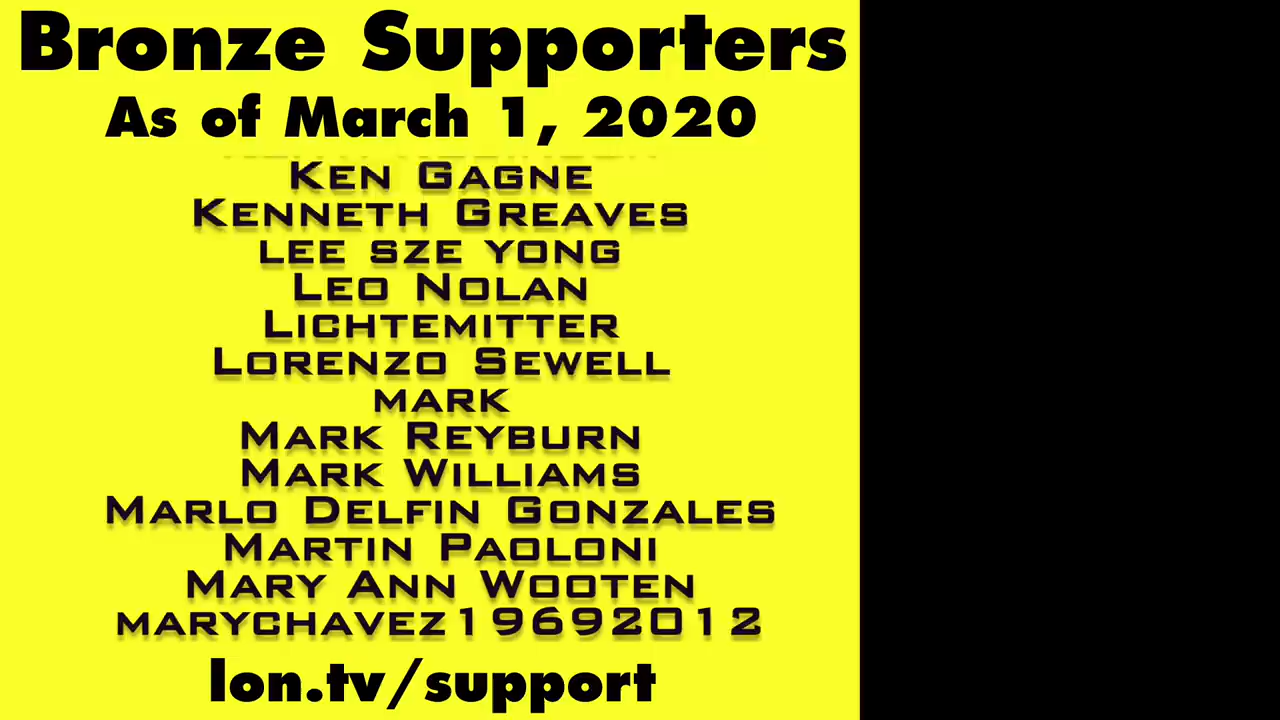 Bronze Supporters
As of March 1, 2020
Ken Gagne
Kenneth Greaves
lee sze yong
Leo Nolan
Lichtemitter
Lorenzo Sewell
mark
Mark Reyburn
Mark Williams
Marlo Delfin Gonzales
Martin Paoloni
Mary Ann Wooten
marychavez19692012
lon.tv/support